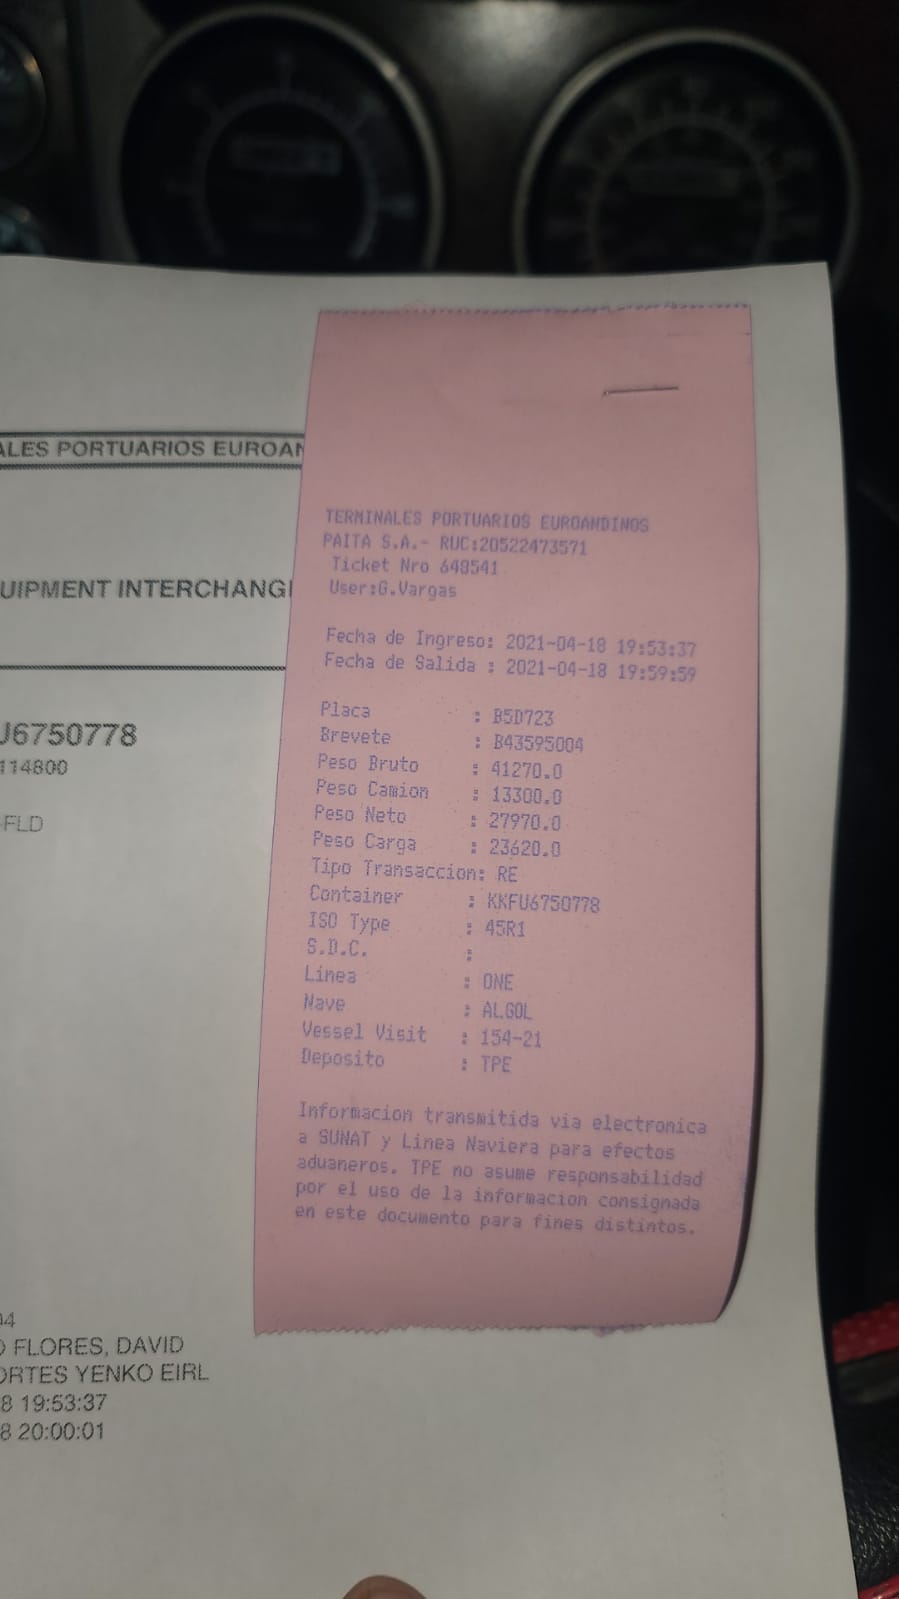 ALES PORTUARIOS EUROAN
UIPMENT INTERCHANGI
J6750778
114800
-FLD
TERMINALES PORTUARIOS EUROANDINOS
PAITA S.A.- RUC:20522473571
Ticket Nro 648541
User:G.Vargas
Fecha de Ingreso: 2021-04-18 19:53:37
Fecha de Salida : 2021-04-18 19:59:59
Placa : B5D723
Brevete : B43595004
Peso Bruto : 41270.0
Peso Camion : 13300.0
Peso Neto : 27970.0
Peso Carga : 23620.0
Tipo Transaccion: RE
Container : KKFU6750778
ISO Type : 45R1
S.D.C. :
Linea : ONE
Nave : ALGOL
Vessel Visit : 154-21
Deposito : TPE
Informacion transmitida via electronica
a SUNAT y Linea Naviera para efectos
aduaneros. TPE no asume responsabilidad
por el uso de la informacion consignada
en este documento para fines distintos.
04
O FLORES, DAVID
ORTES YENKO EIRL
8 19:53:37
8 20:00:01